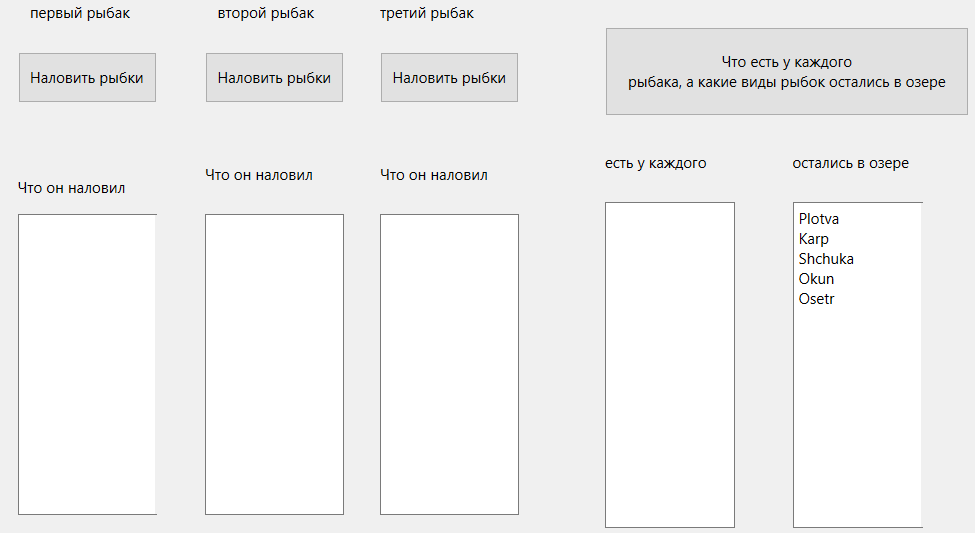 первый рыбак
второй рыбак
третий рыбак
Наловить рыбки
Наловить рыбки
Наловить рыбки
Что есть у каждого
рыбака, а какие виды рыбок остались в озере
Что он наловил
Что он наловил
Что он наловил
есть у каждого
остались в озере
Plotva
Karp
Shchuka
Okun
Osetr